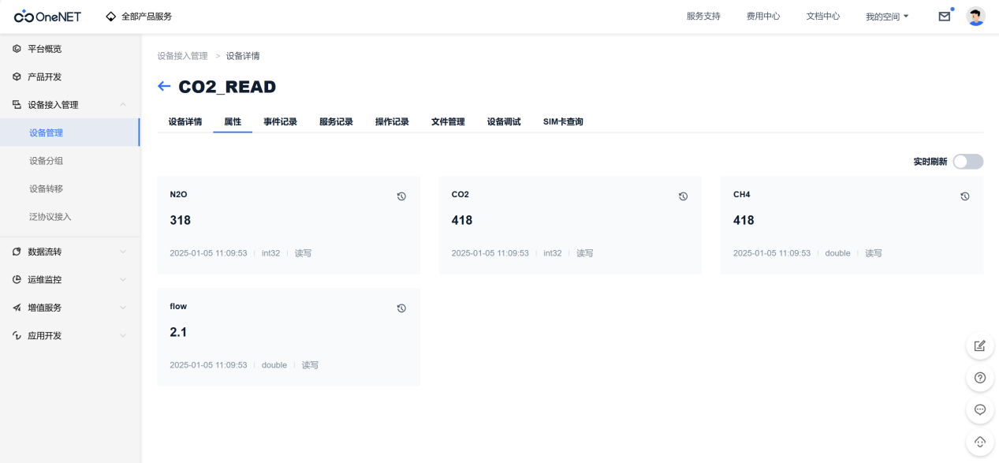 OneNET 全部产品服务 服务支持 费用中心 文档中心 我的空间
平台概览
产品开发
设备接入管理
设备管理
设备分组
设备转移
泛协议接入
数据流转
运维监控
增值服务
应用开发
设备接入管理 > 设备详情
CO2_READ
设备详情 属性 事件记录 服务记录 操作记录 文件管理 设备调试 SIM卡查询
实时刷新
N2O
318
2025-01-05 11:09:53 int32 读写
CO2
418
2025-01-05 11:09:53 int32 读写
CH4
418
2025-01-05 11:09:53 double 读写
flow
2.1
2025-01-05 11:09:53 double 读写